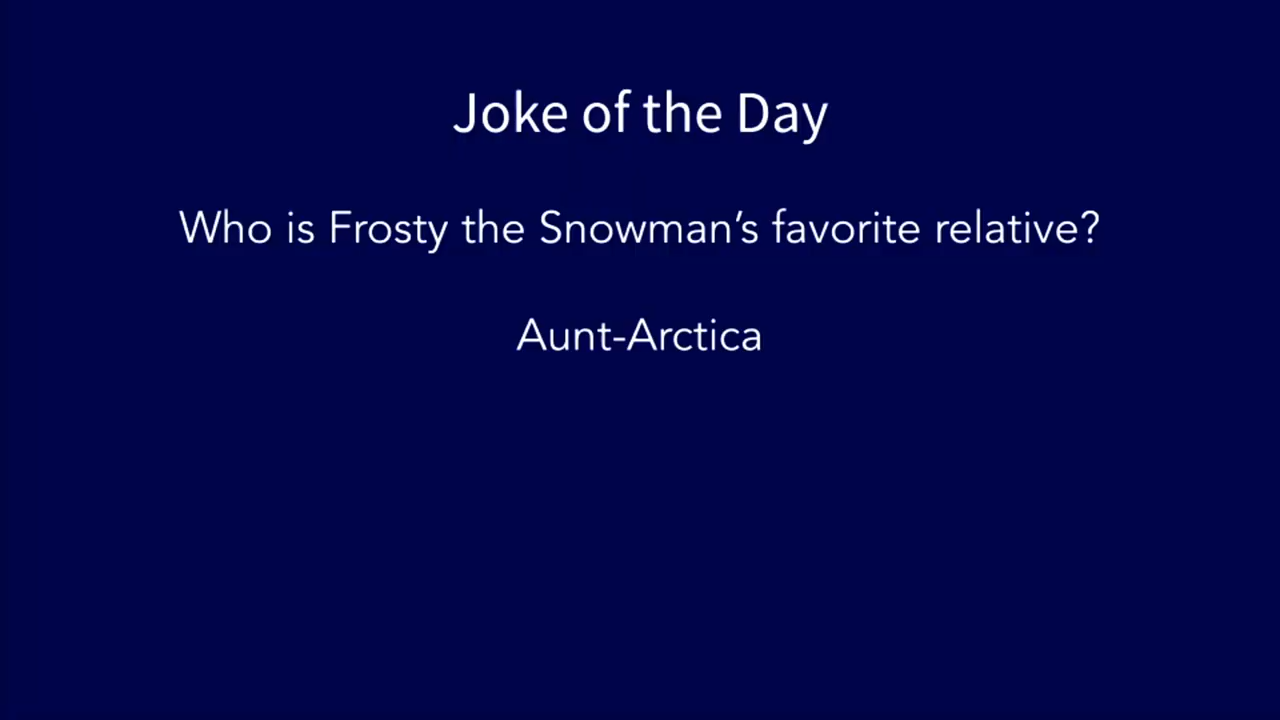 Joke of the Day
Who is Frosty the Snowman’s favorite relative?
Aunt-Arctica